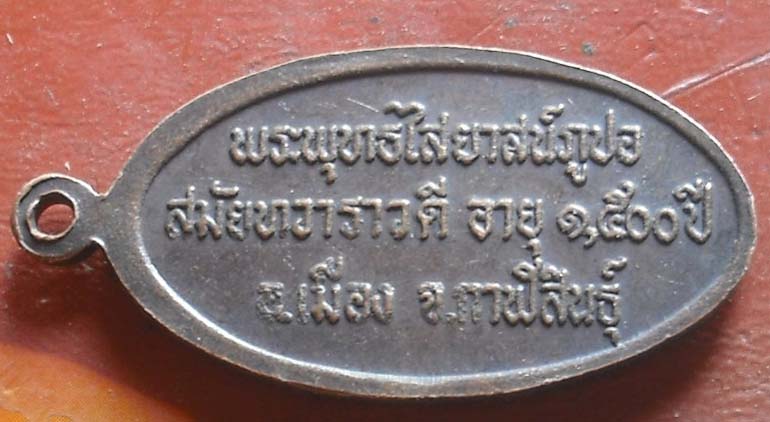 พระพุทธไสยาสน์ภูปอ
สมัยทวาราวดี อายุ ๑,๕๐๐ ปี
อ.เมือง จ.กาฬสินธุ์